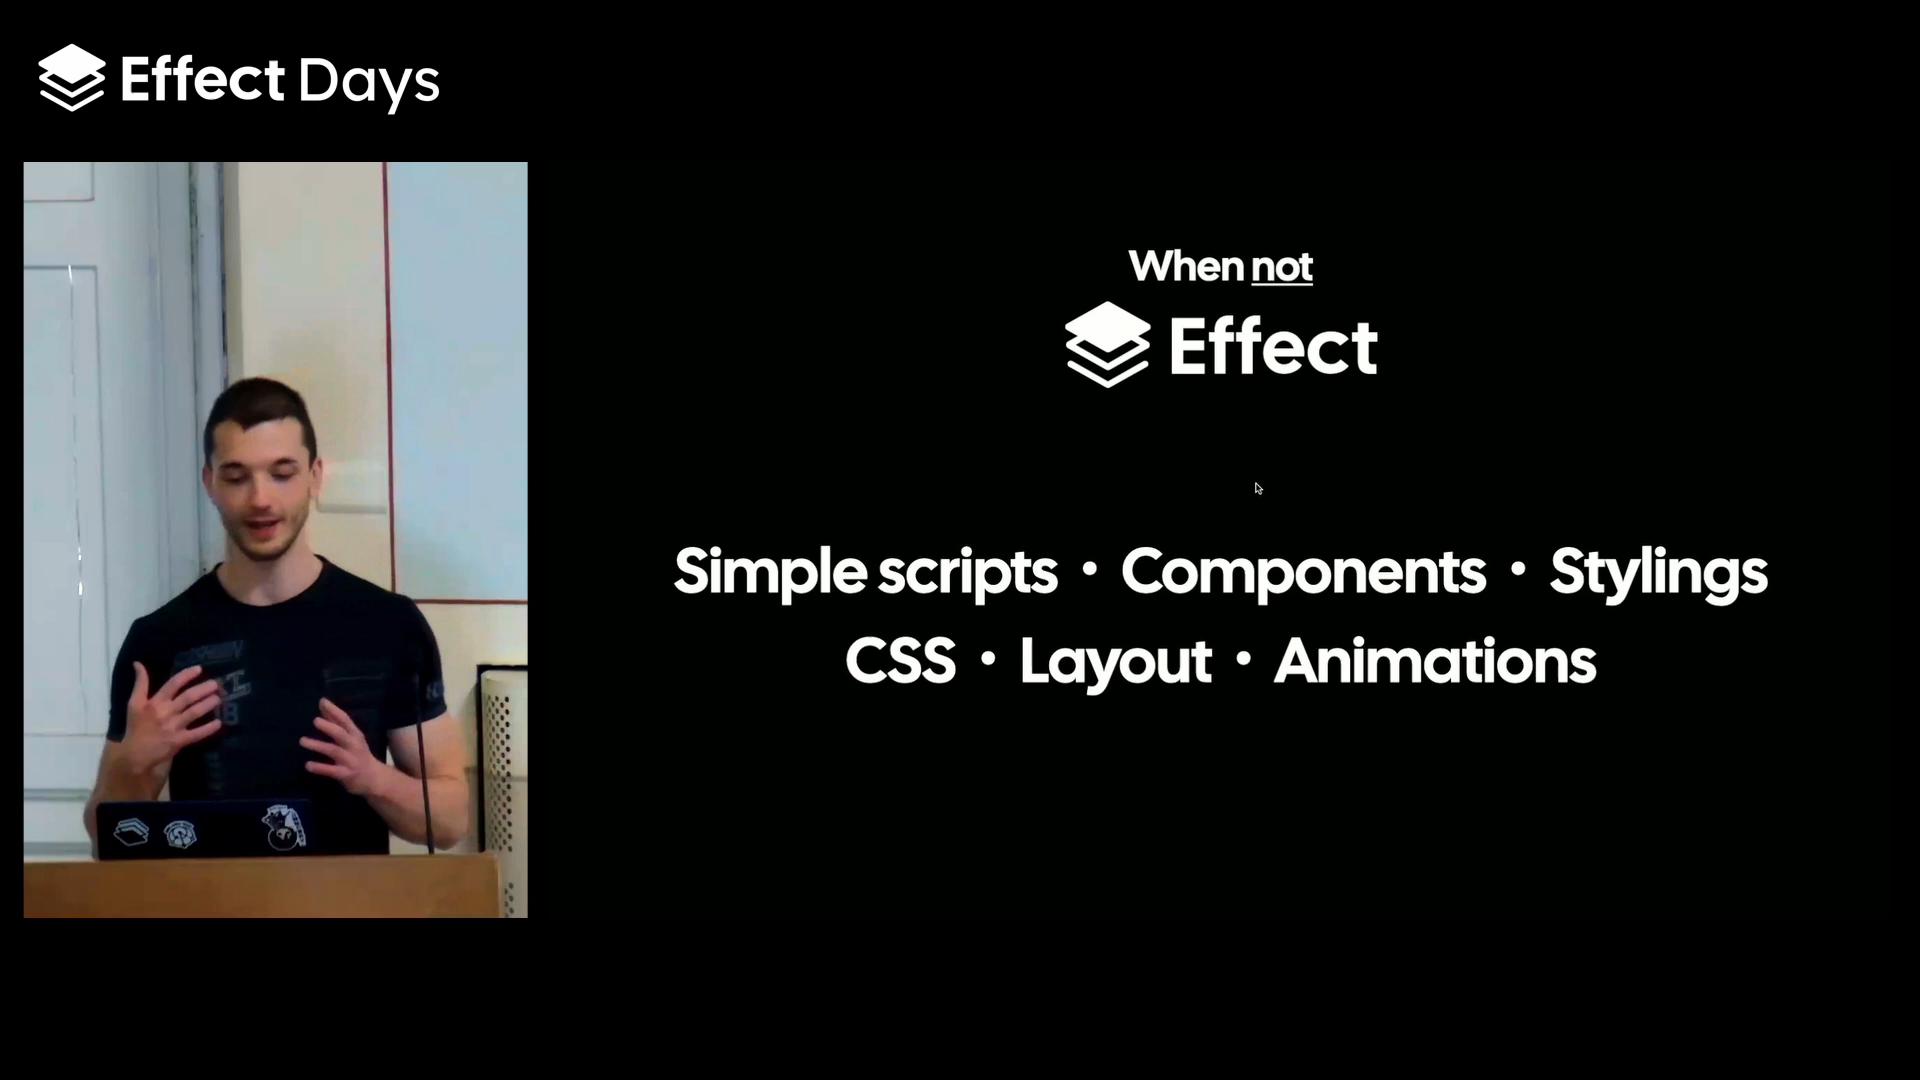 Effect Days
When not
Effect
Simple scripts • Components • Stylings
CSS • Layout • Animations